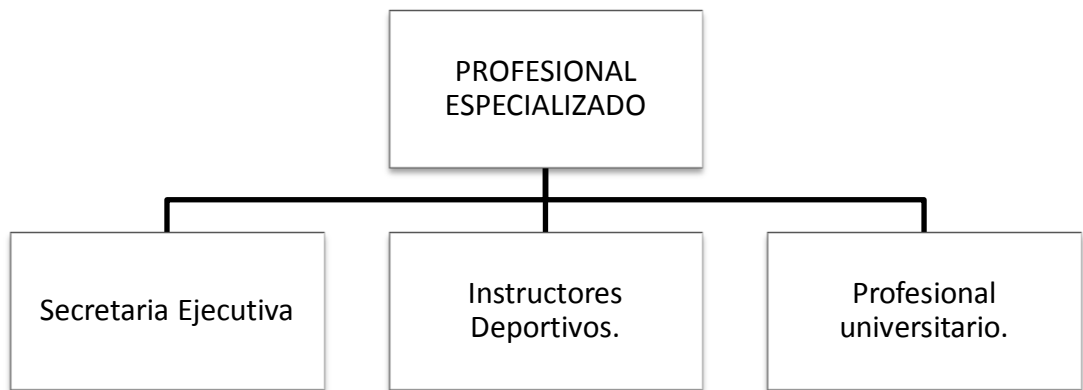 PROFESIONAL
ESPECIALIZADO
Secretaria Ejecutiva
Instructores
Deportivos.
Profesional
universitario.